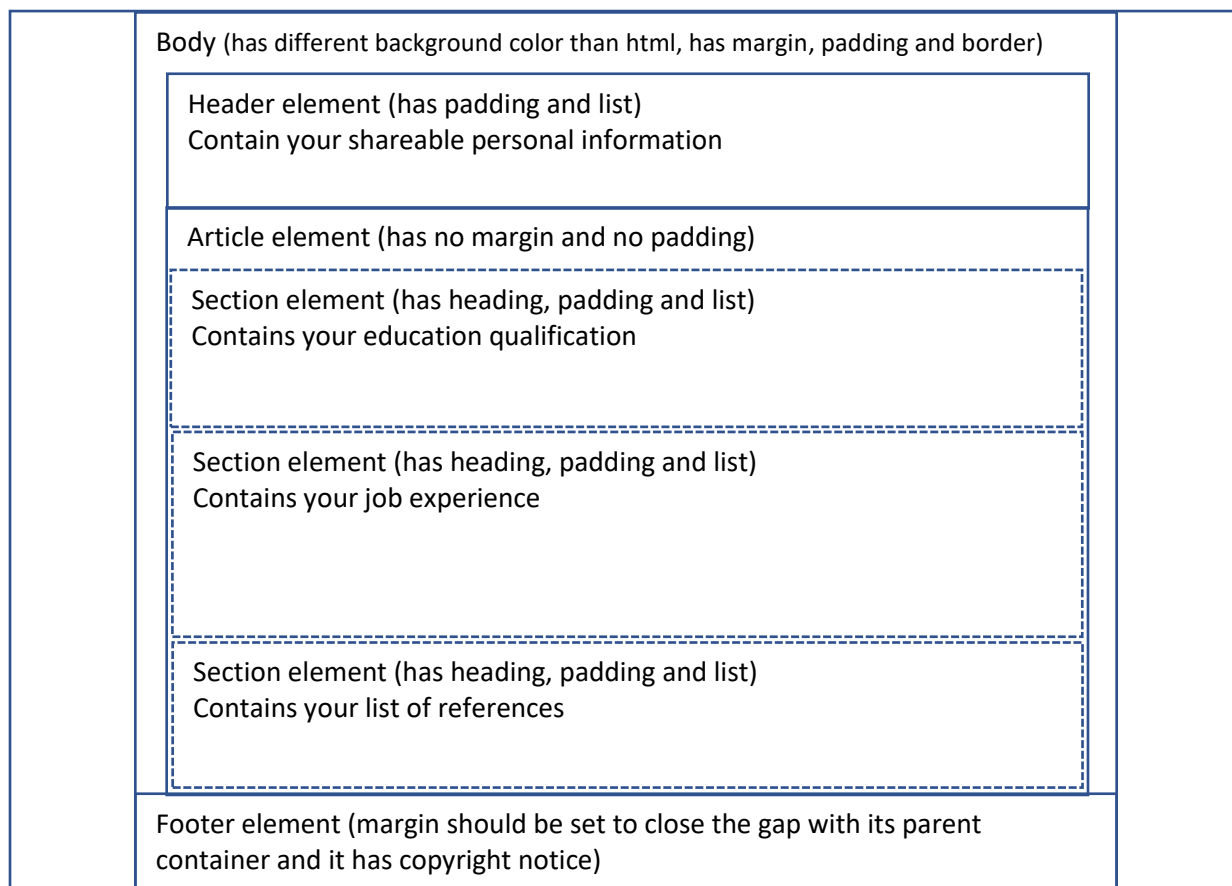 Body (has different background color than html, has margin, padding and border)
Header element (has padding and list)
Contain your shareable personal information
Article element (has no margin and no padding)
Section element (has heading, padding and list)
Contains your education qualification
Section element (has heading, padding and list)
Contains your job experience
Section element (has heading, padding and list)
Contains your list of references
Footer element (margin should be set to close the gap with its parent
container and it has copyright notice)